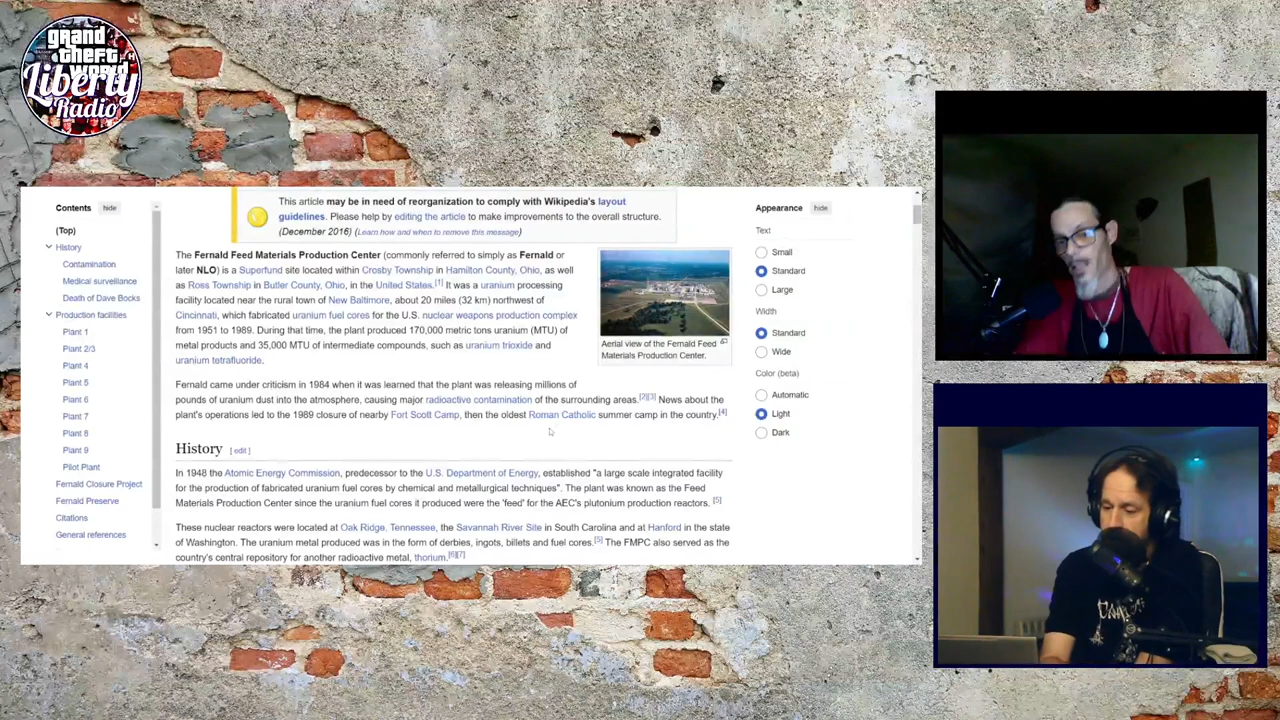 grand
theft
world
Liberty
Radio
Contents hide
(Top)
History
Contamination
Medical surveillance
Death of Dave Bocks
Production facilities
Plant 1
Plant 2/3
Plant 4
Plant 5
Plant 6
Plant 7
Plant 8
Plant 9
Pilot Plant
Fernald Closure Project
Fernald Preserve
Citations
General references
This article may be in need of reorganization to comply with Wikipedia's layout
guidelines. Please help by editing the article to make improvements to the overall structure.
(December 2016) (Learn how and when to remove this message)
The Fernald Feed Materials Production Center (commonly referred to simply as Fernald or
later NLO) is a Superfund site located within Crosby Township in Hamilton County, Ohio, as well
as Ross Township in Butler County, Ohio, in the United States.[1] It was a uranium processing
facility located near the rural town of New Baltimore, about 20 miles (32 km) northwest of
Cincinnati, which fabricated uranium fuel cores for the U.S. nuclear weapons production complex
from 1951 to 1989. During that time, the plant produced 170,000 metric tons uranium (MTU) of
metal products and 35,000 MTU of intermediate compounds, such as uranium trioxide and
uranium tetrafluoride.
Aerial view of the Fernald Feed
Materials Production Center.
Fernald came under criticism in 1984 when it was learned that the plant was releasing millions of
pounds of uranium dust into the atmosphere, causing major radioactive contamination of the surrounding areas.[2][3] News about the
plant's operations led to the 1989 closure of nearby Fort Scott Camp, then the oldest Roman Catholic summer camp in the country.[4]
History [ edit ]
In 1948 the Atomic Energy Commission, predecessor to the U.S. Department of Energy, established "a large scale integrated facility
for the production of fabricated uranium fuel cores by chemical and metallurgical techniques". The plant was known as the Feed
Materials Production Center since the uranium fuel cores it produced were the 'feed' for the AEC's plutonium production reactors. [5]
These nuclear reactors were located at Oak Ridge, Tennessee, the Savannah River Site in South Carolina and at Hanford in the state
of Washington. The uranium metal produced was in the form of derbies, ingots, billets and fuel cores.[5] The FMPC also served as the
country's central repository for another radioactive metal, thorium.[6][7]
Appearance hide
Text
Small
Standard
Large
Width
Standard
Wide
Color (beta)
Automatic
Light
Dark